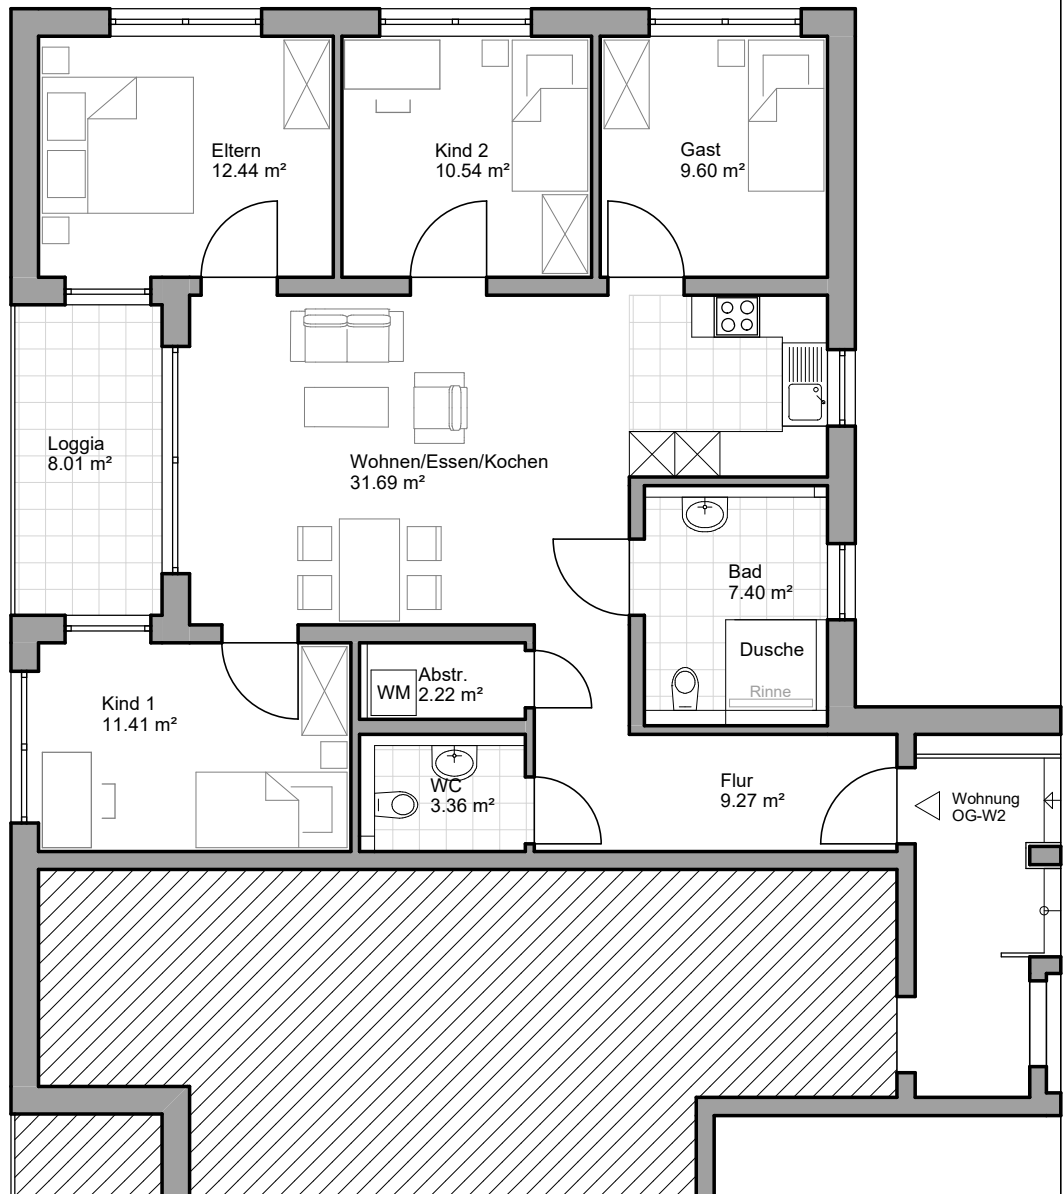 Eltern
12.44 m²
Kind 2
10.54 m²
Gast
9.60 m²
Loggia
8.01 m²
Wohnen/Essen/Kochen
31.69 m²
Bad
7.40 m²
Dusche
Rinne
Abstr.
2.22 m²
WM
Kind 1
11.41 m²
WC
3.36 m²
Flur
9.27 m²
Wohnung
OG-W2